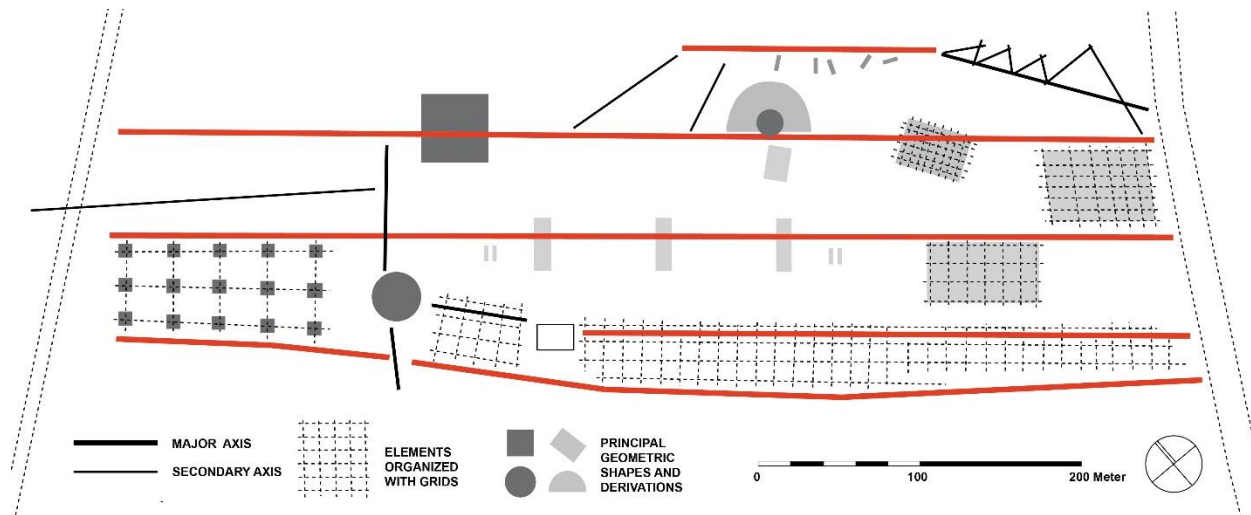 MAJOR AXIS
SECONDARY AXIS
ELEMENTS
ORGANIZED
WITH GRIDS
PRINCIPAL
GEOMETRIC
SHAPES AND
DERIVATIONS
0 100 200 Meter